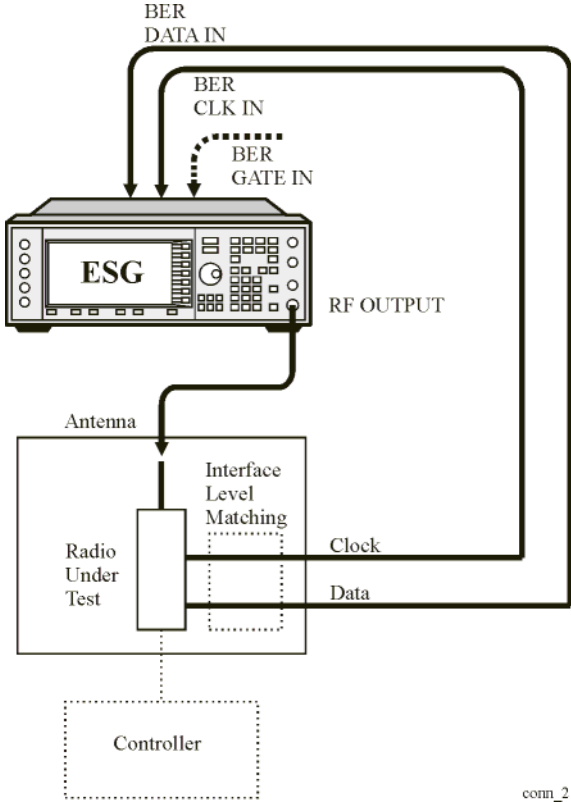 BER
DATA IN
BER
CLK IN
BER
GATE IN
ESG
RF OUTPUT
Antenna
Interface
Level
Matching
Radio
Under
Test
Clock
Data
Controller
conn_2